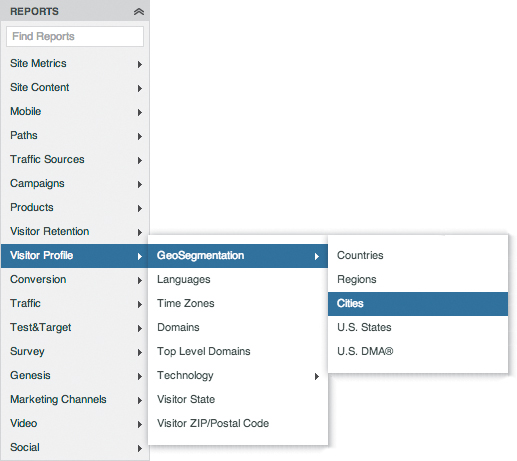 REPORTS
Find Reports
Site Metrics
Site Content
Mobile
Paths
Traffic Sources
Campaigns
Products
Visitor Retention
Visitor Profile
Conversion
Traffic
Test&Target
Survey
Genesis
Marketing Channels
Video
Social
GeoSegmentation
Languages
Time Zones
Domains
Top Level Domains
Technology
Visitor State
Visitor ZIP/Postal Code
Countries
Regions
Cities
U.S. States
U.S. DMA®